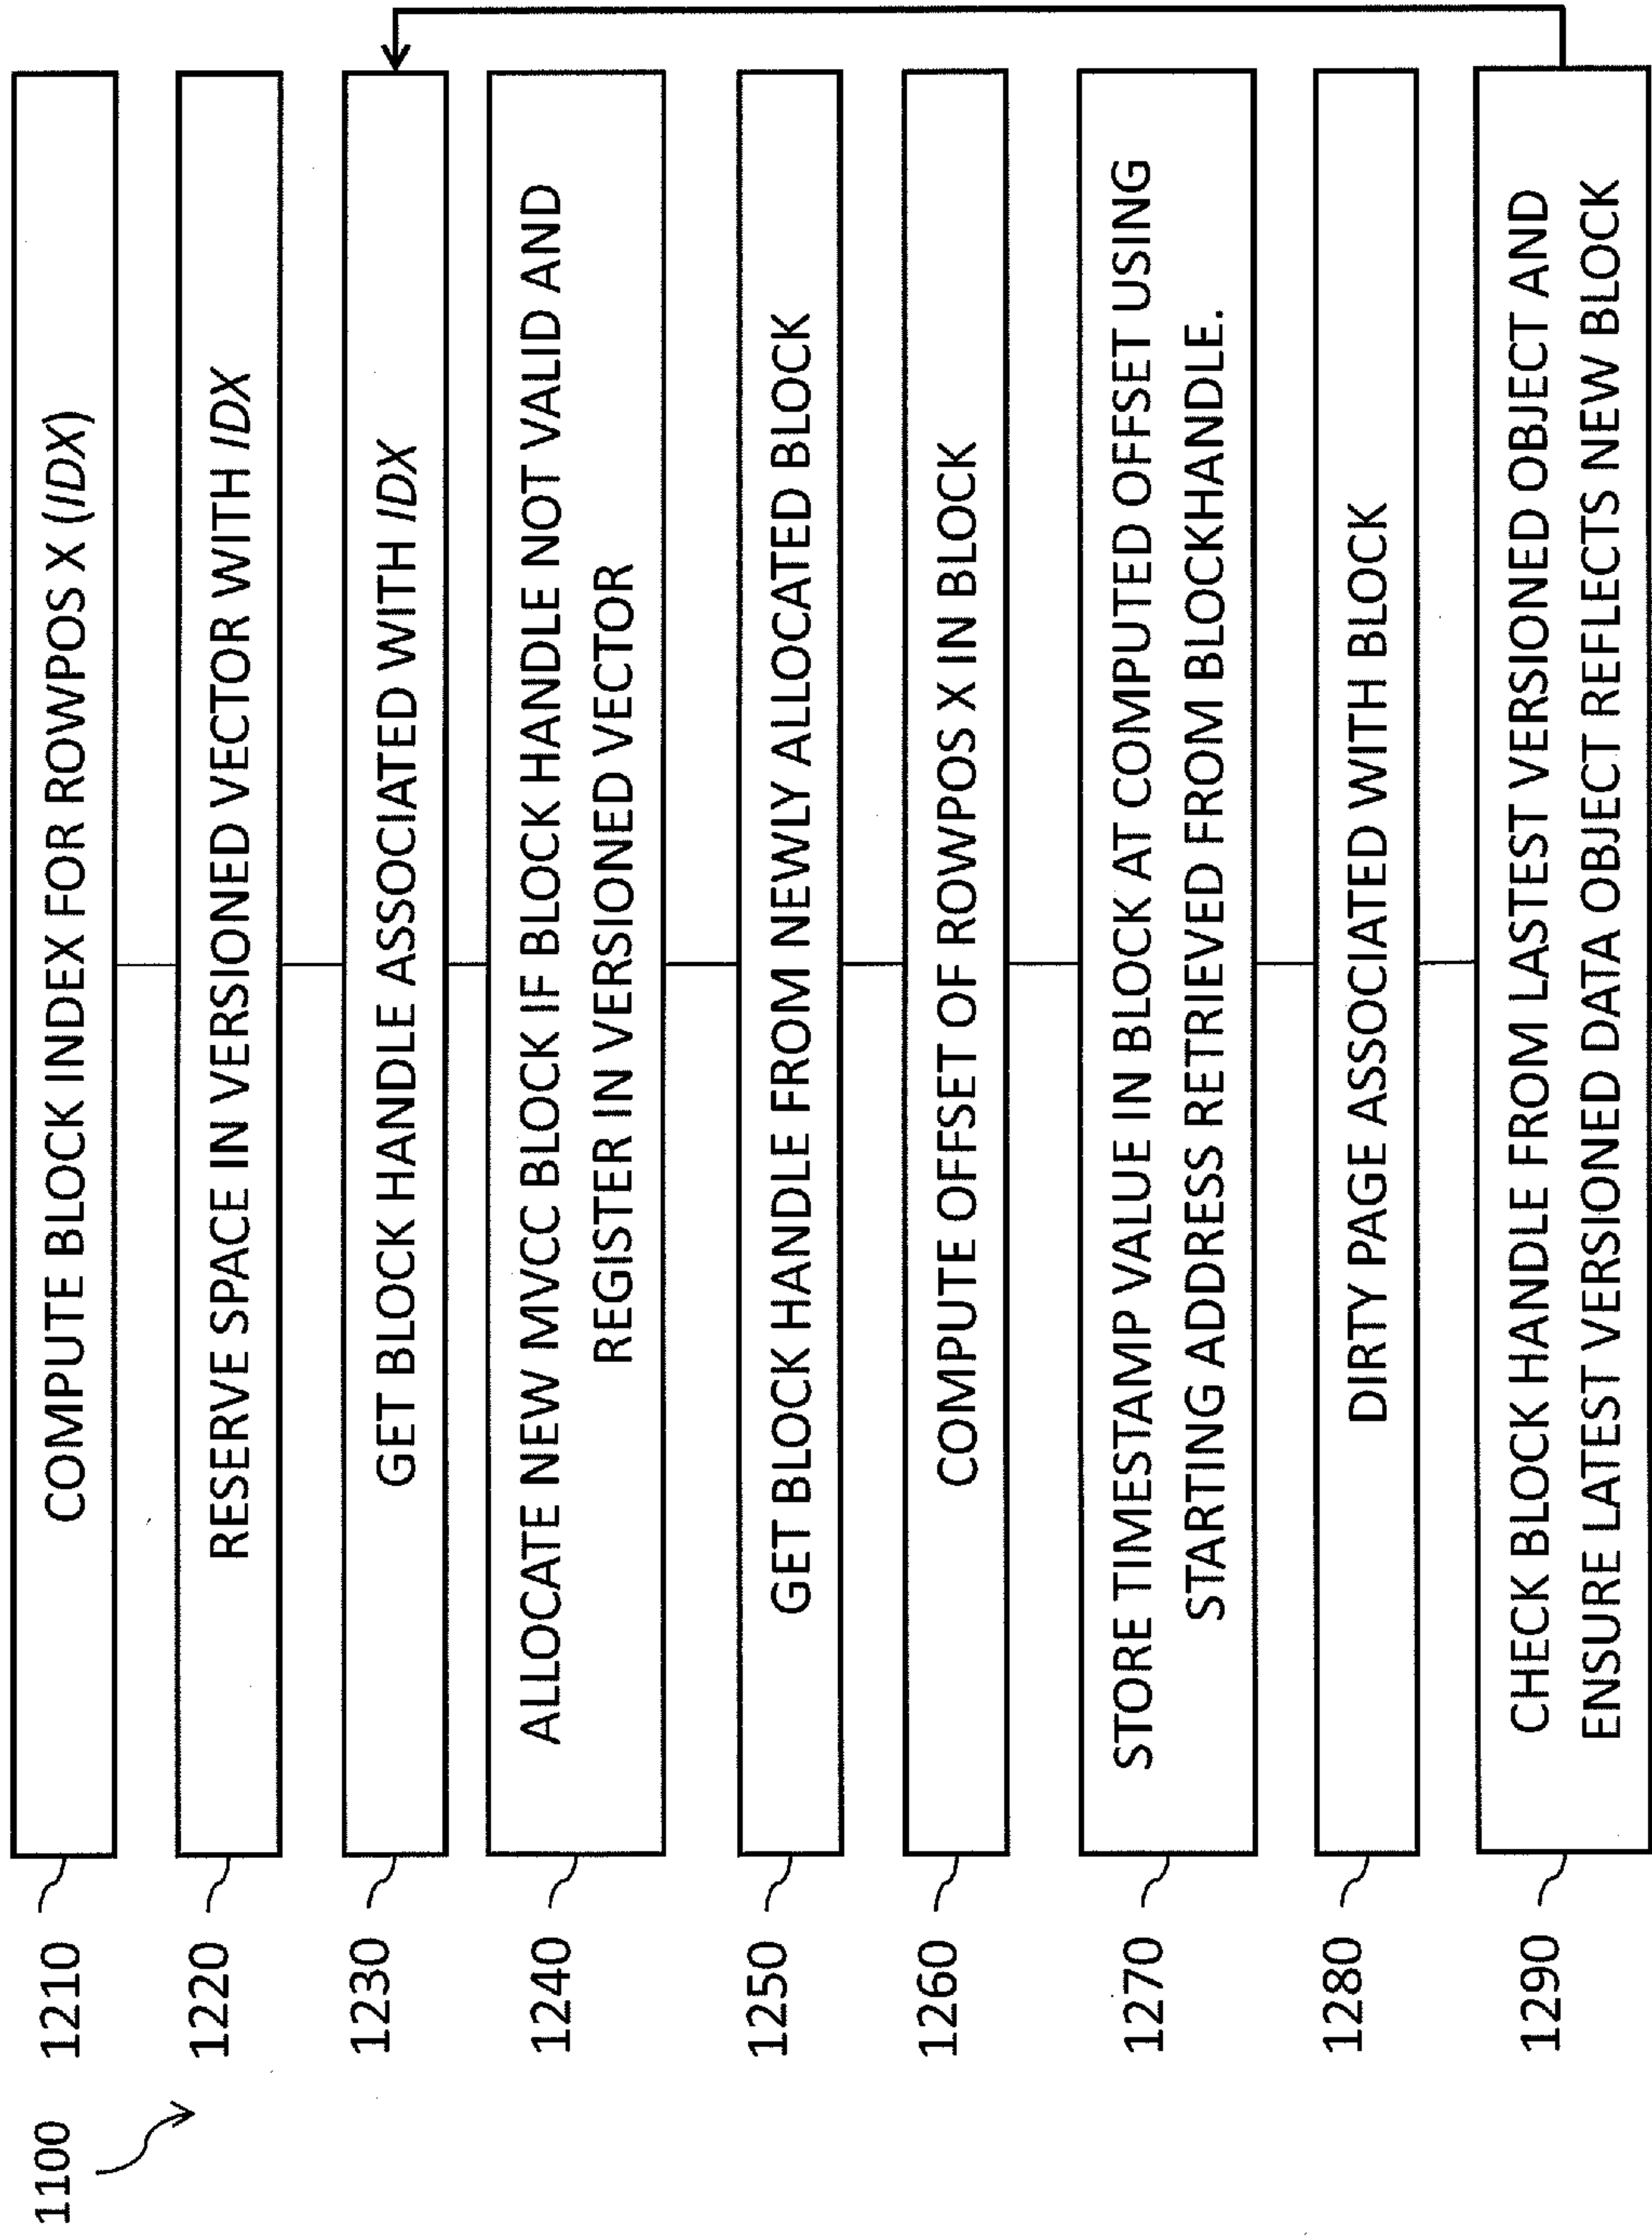 1100
1210
COMPUTE BLOCK INDEX FOR ROWPOS X (IDX)
1220
RESERVE SPACE IN VERSIONED VECTOR WITH IDX
1230
GET BLOCK HANDLE ASSOCIATED WITH IDX
1240
ALLOCATE NEW MVCC BLOCK IF BLOCK HANDLE NOT VALID AND
REGISTER IN VERSIONED VECTOR
1250
GET BLOCK HANDLE FROM NEWLY ALLOCATED BLOCK
1260
COMPUTE OFFSET OF ROWPOS X IN BLOCK
1270
STORE TIMESTAMP VALUE IN BLOCK AT COMPUTED OFFSET USING
STARTING ADDRESS RETRIEVED FROM BLOCKHANDLE.
1280
DIRTY PAGE ASSOCIATED WITH BLOCK
1290
CHECK BLOCK HANDLE FROM LASTEST VERSIONED OBJECT AND
ENSURE LATEST VERSIONED DATA OBJECT REFLECTS NEW BLOCK